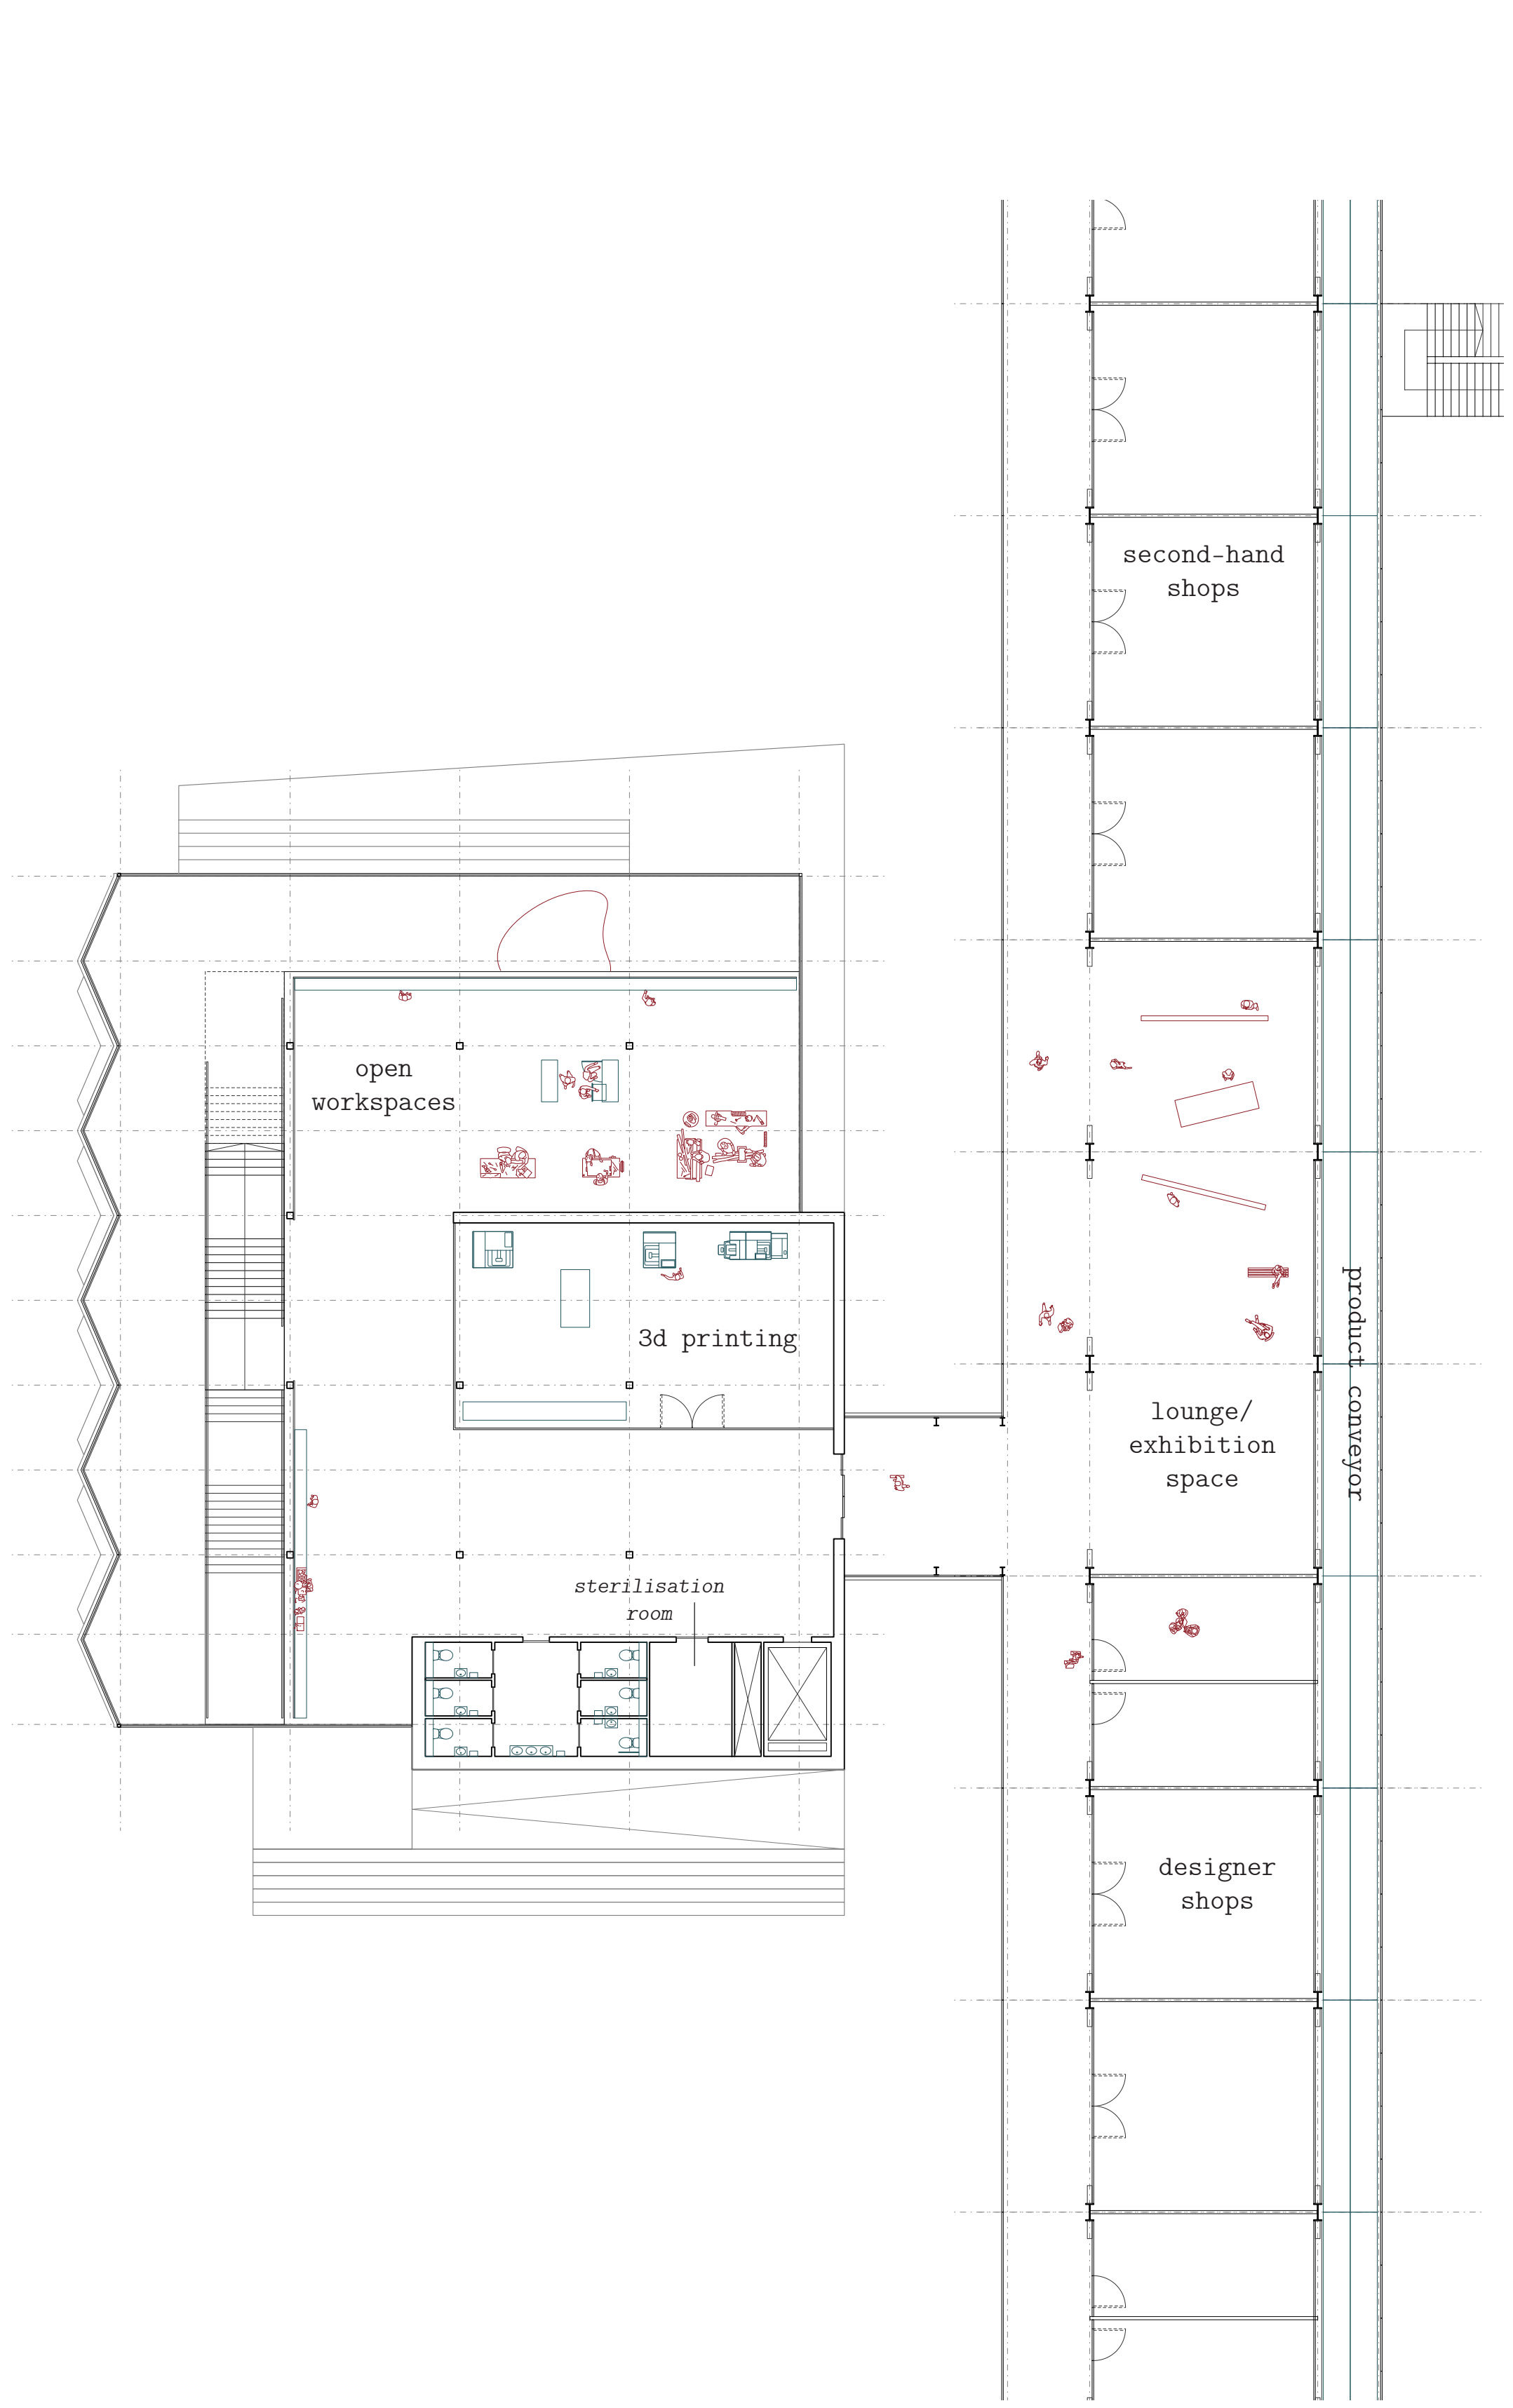 second-hand
shops
open
workspaces
3d printing
product conveyor
lounge/
exhibition
space
sterilisation
room
designer
shops